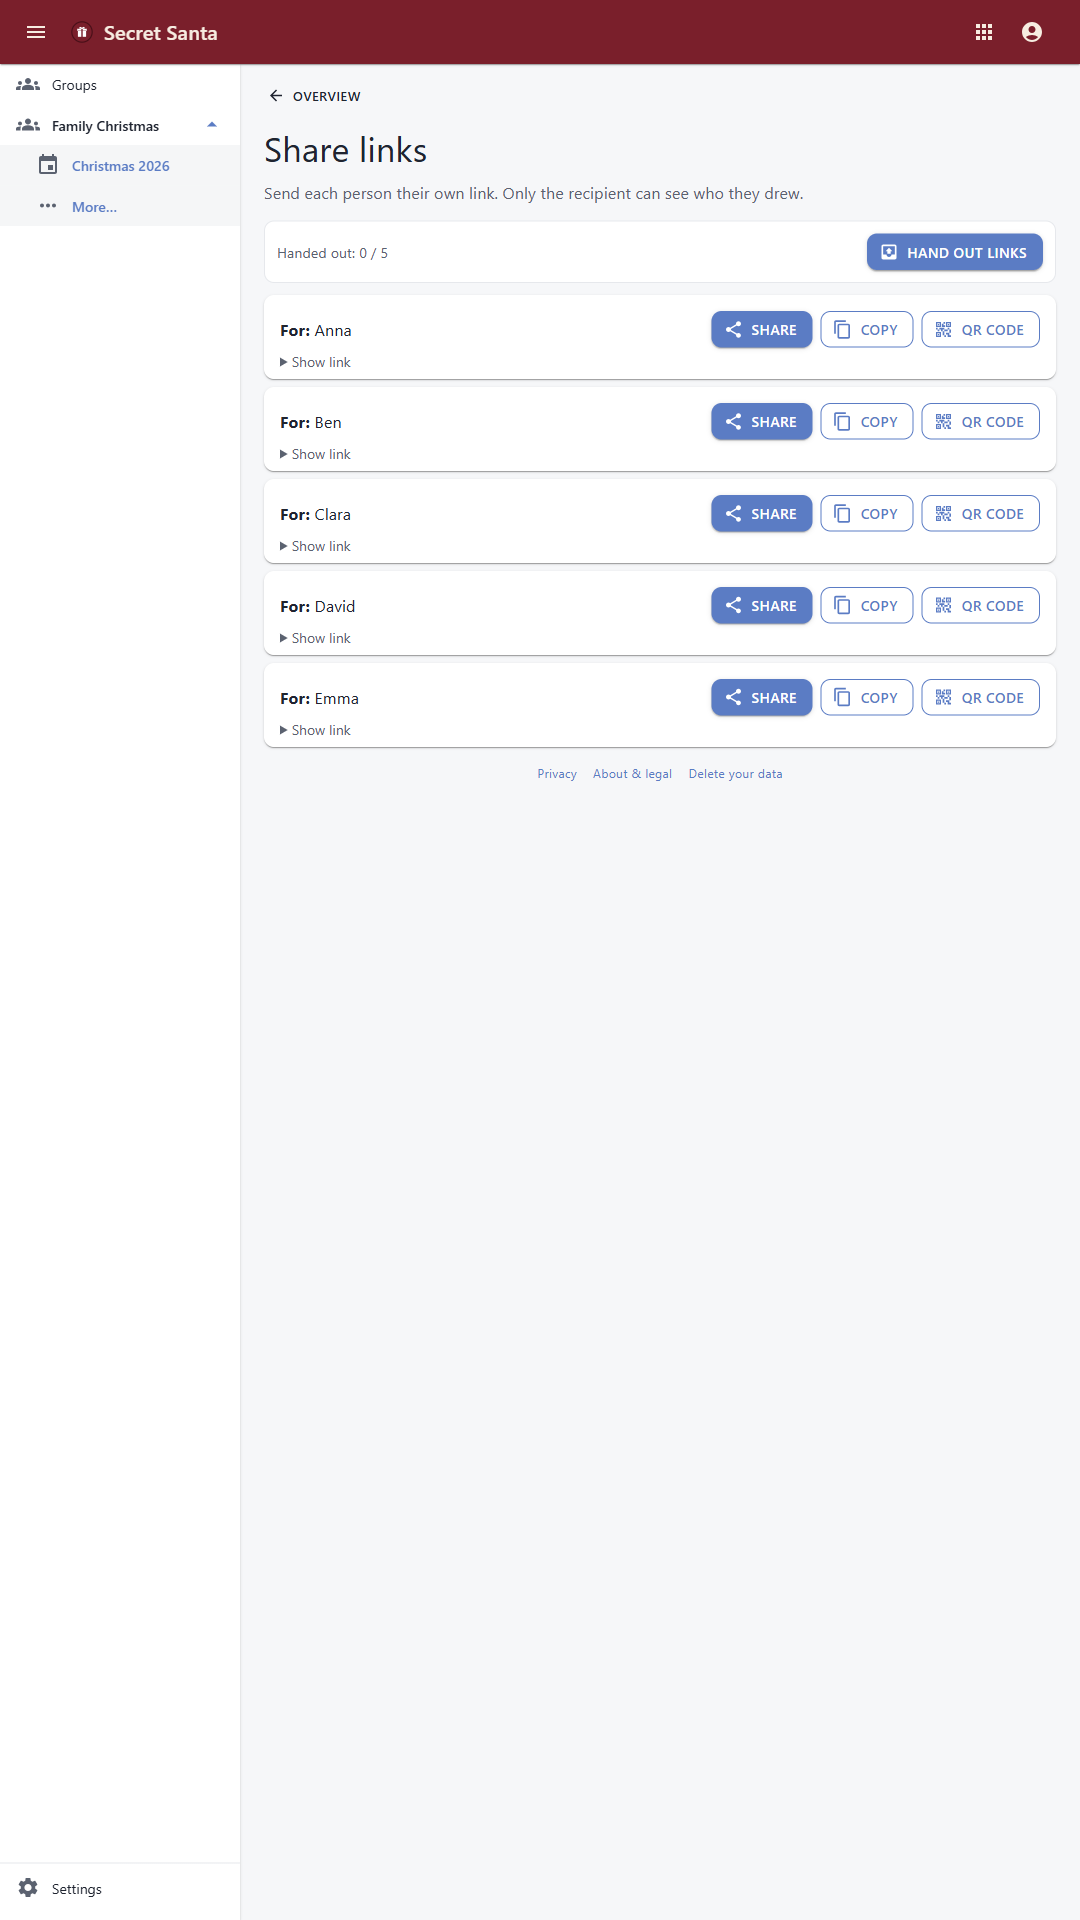 Secret Santa
Groups
Family Christmas
Christmas 2026
More...
OVERVIEW
Share links
Send each person their own link. Only the recipient can see who they drew.
Handed out: 0 / 5
HAND OUT LINKS
For: Anna
SHARE
COPY
QR CODE
Show link
For: Ben
SHARE
COPY
QR CODE
Show link
For: Clara
SHARE
COPY
QR CODE
Show link
For: David
SHARE
COPY
QR CODE
Show link
For: Emma
SHARE
COPY
QR CODE
Show link
Privacy
About & legal
Delete your data
Settings